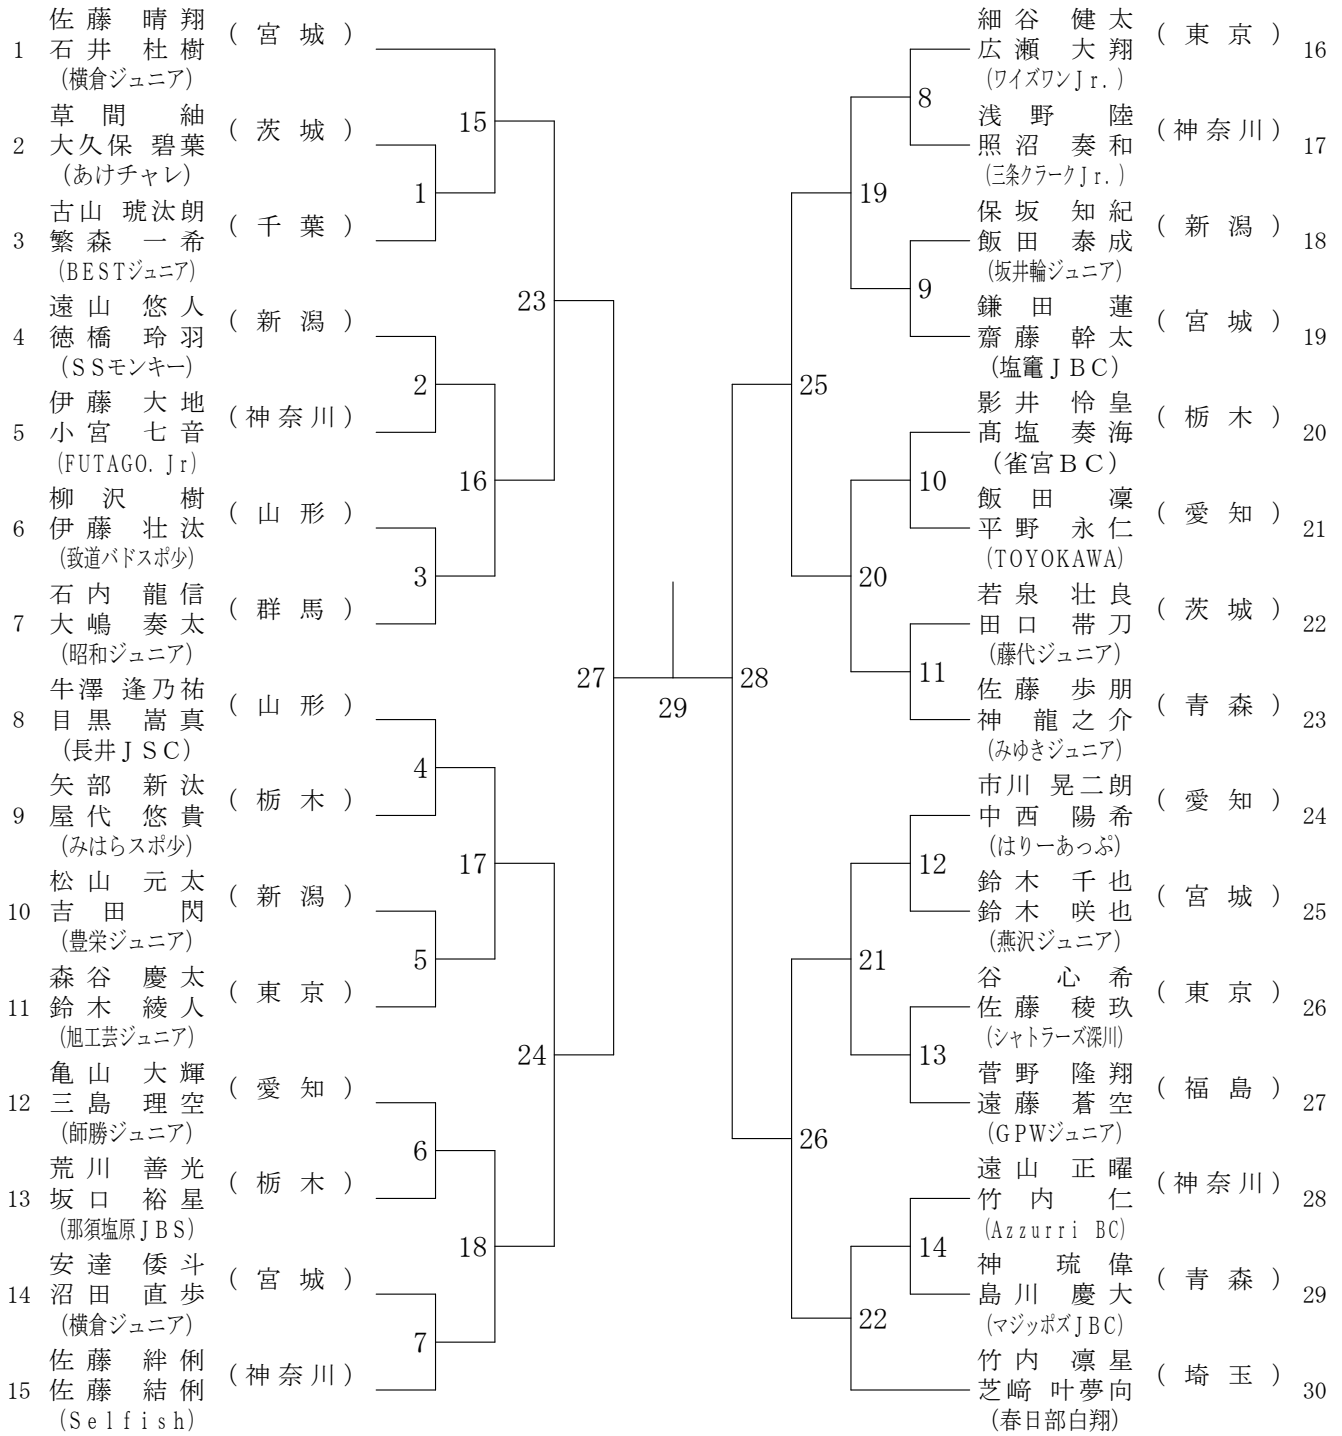 佐藤 晴翔
1 石井 杜樹 (宮城)
(横倉ジュニア)
草間 紬
2 大久保 碧葉 (茨城)
(あけチャレ)
古山 琥汰朗
3 繁森 一希 (千葉)
(BESTジュニア)
遠山 悠人
4 徳橋 玲羽 (新潟)
(SSモンキー)
伊藤 大地
5 小宮 七音 (神奈川)
(FUTAGO.Jr)
柳沢 樹
6 伊藤 壮汰 (山形)
(致道バドスポ少)
石内 龍信
7 大嶋 奏太 (群馬)
(昭和ジュニア)
牛澤 逢乃祐
8 目黒 嵩真 (山形)
(長井JSC)
矢部 新汰
9 屋代 悠貴 (栃木)
(みはらスポ少)
松山 元太
10 吉田 閃 (新潟)
(豊栄ジュニア)
森谷 慶太
11 鈴木 綾人 (東京)
(旭工芸ジュニア)
亀山 大輝
12 三島 理空 (愛知)
(師勝ジュニア)
荒川 善光
13 坂口 裕星 (栃木)
(那須塩原JBS)
安達 倭斗
14 沼田 直歩 (宮城)
(横倉ジュニア)
佐藤 絆俐
15 佐藤 結俐 (神奈川)
(Selfish)
1
2
3
4
5
6
7
15
16
17
18
23
24
27
29
28
25
26
19
20
21
22
8
9
10
11
12
13
14
細谷 健太
広瀬 大翔 (東京) 16
(ワイズワンJr.)
浅野 陸
照沼 奏和 (神奈川) 17
(三条クラークJr.)
保坂 知紀
飯田 泰成 (新潟) 18
(坂井輪ジュニア)
鎌田 蓮
齋藤 幹太 (宮城) 19
(塩竈JBC)
影井 怜皇
髙塩 奏海 (栃木) 20
(雀宮BC)
飯田 凜
平野 永仁 (愛知) 21
(TOYOKAWA)
若泉 壮良
田口 帯刀 (茨城) 22
(藤代ジュニア)
佐藤 歩朋
神 龍之介 (青森) 23
(みゆきジュニア)
市川 晃二朗
中西 陽希 (愛知) 24
(はりーあっぷ)
鈴木 千也
鈴木 咲也 (宮城) 25
(燕沢ジュニア)
谷 心希
佐藤 稜玖 (東京) 26
(シャトラーズ深川)
菅野 隆翔
遠藤 蒼空 (福島) 27
(GPWジュニア)
遠山 正曜
竹内 仁 (神奈川) 28
(Azzurri BC)
神 琉偉
島川 慶大 (青森) 29
(マジッポズJBC)
竹内 凛星
芝﨑 叶夢向 (埼玉) 30
(春日部白翔)